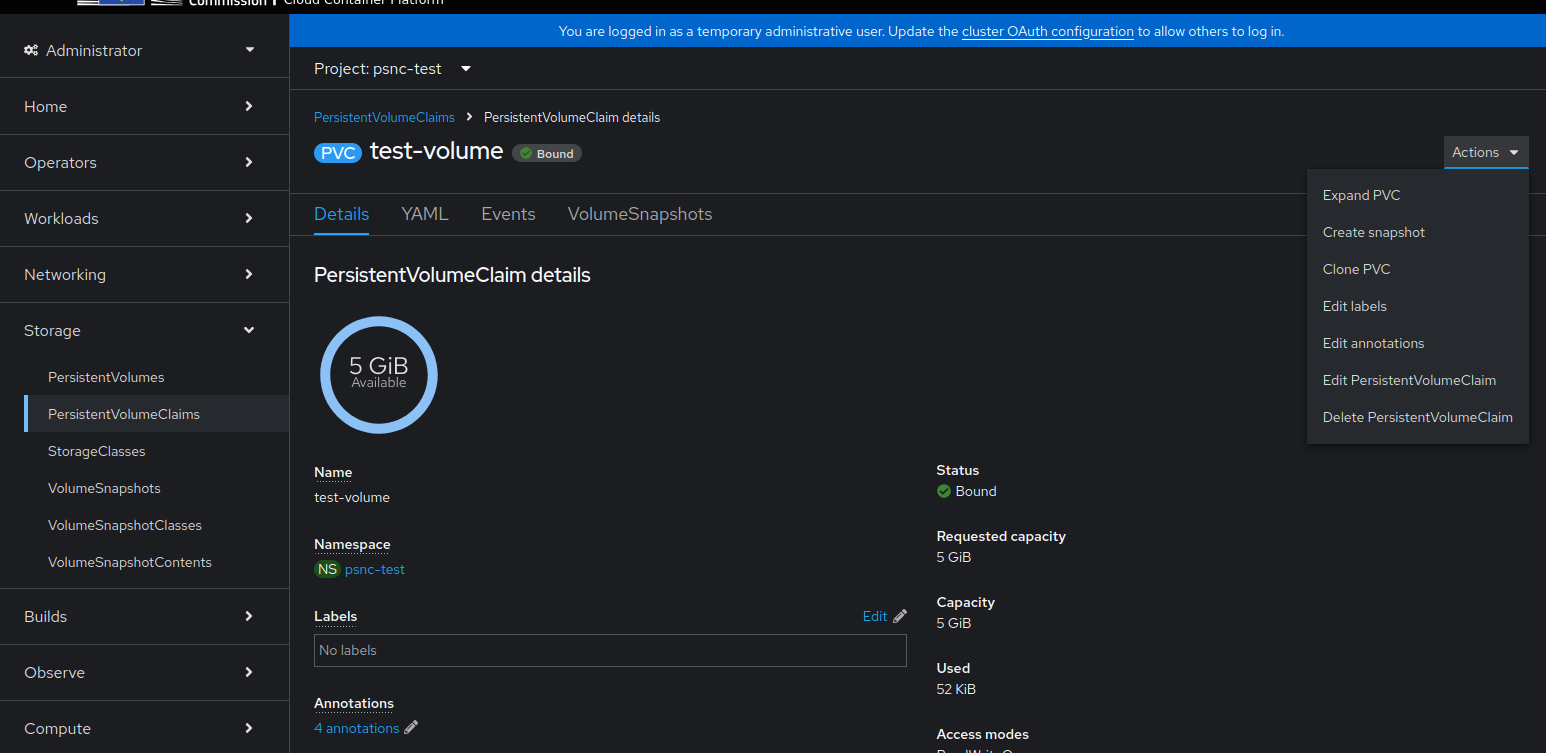 Commission Cloud Container Platform
You are logged in as a temporary administrative user. Update the cluster OAuth configuration to allow others to log in.
Administrator
Home
Operators
Workloads
Networking
Storage
PersistentVolumes
PersistentVolumeClaims
StorageClasses
VolumeSnapshots
VolumeSnapshotClasses
VolumeSnapshotContents
Builds
Observe
Compute
Project: psnc-test
PersistentVolumeClaims PersistentVolumeClaim details
PVC test-volume Bound
Actions
Expand PVC
Create snapshot
Clone PVC
Edit labels
Edit annotations
Edit PersistentVolumeClaim
Delete PersistentVolumeClaim
Details YAML Events VolumeSnapshots
PersistentVolumeClaim details
5 GiB
Available
Name
test-volume
Namespace
NS psnc-test
Labels Edit
No labels
Annotations
4 annotations
Status
Bound
Requested capacity
5 GiB
Capacity
5 GiB
Used
52 KiB
Access modes